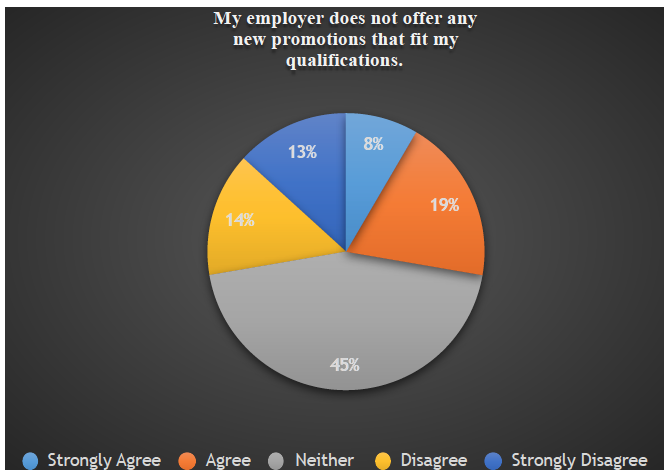 My employer does not offer any
new promotions that fit my
qualifications.
8%
19%
45%
14%
13%
Strongly Agree Agree Neither Disagree Strongly Disagree